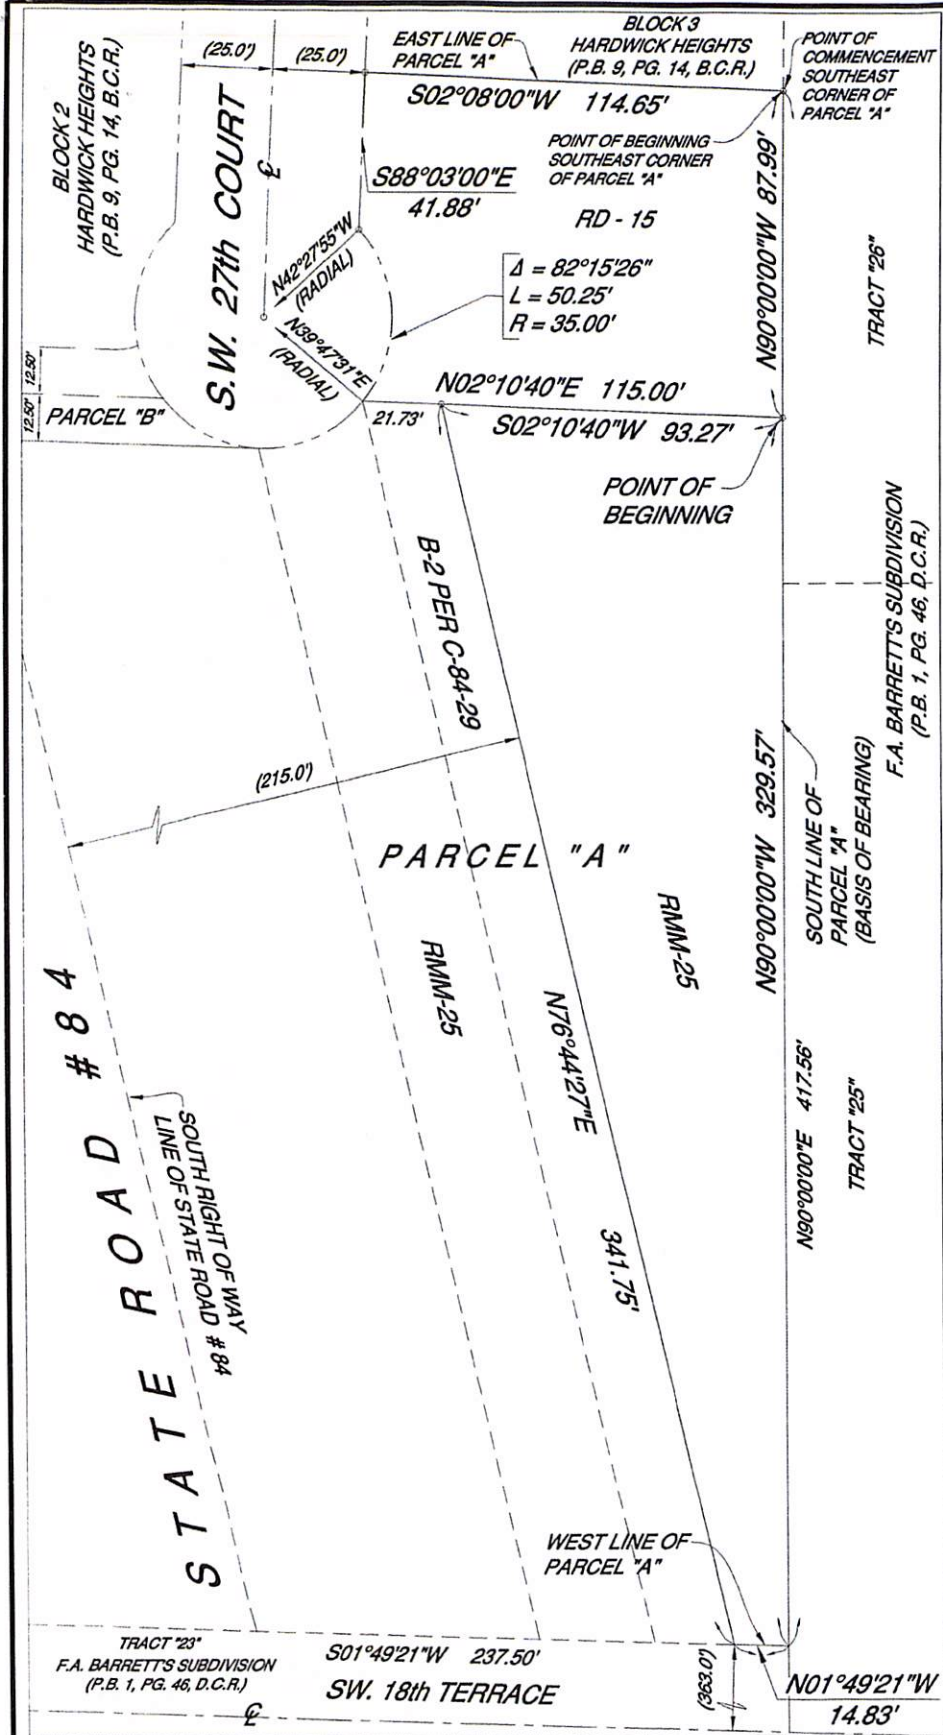 (25.0')
(25.0')
EAST LINE OF
PARCEL "A"
BLOCK 3
HARDWICK HEIGHTS
(P.B. 9, PG. 14, B.C.R.)
POINT OF
COMMENCEMENT
SOUTHEAST
CORNER OF
PARCEL "A"
S02°08'00"W 114.65'
BLOCK 2
HARDWICK HEIGHTS
(P.B. 9, PG. 14, B.C.R.)
S.W. 27th COURT
POINT OF BEGINNING
SOUTHEAST CORNER
OF PARCEL "A"
S88°03'00"E
41.88'
RD - 15
N90°00'00"W 87.99'
TRACT "26"
N42°27'55"W
(RADIAL)
Δ = 82°15'26"
L = 50.25'
R = 35.00'
N39°47'31"E
(RADIAL)
12.50'
12.50'
PARCEL "B"
21.73'
N02°10'40"E 115.00'
S02°10'40"W 93.27'
POINT OF
BEGINNING
B-2 PER C-84-29
F.A. BARRETT'S SUBDIVISION
(P.B. 1, PG. 46, D.C.R.)
(215.0')
PARCEL "A"
N90°00'00"W 329.57'
SOUTH LINE OF
PARCEL "A"
(BASIS OF BEARING)
RMM-25
RMM-25
N76°44'27"E
341.75'
N90°00'00"E 417.56'
TRACT "25"
STATE ROAD # 84
SOUTH RIGHT OF WAY
LINE OF STATE ROAD # 84
WEST LINE OF
PARCEL "A"
TRACT "23"
F.A. BARRETT'S SUBDIVISION
(P.B. 1, PG. 46, D.C.R.)
S01°49'21"W 237.50'
SW. 18th TERRACE
(363.0')
N01°49'21"W
14.83'